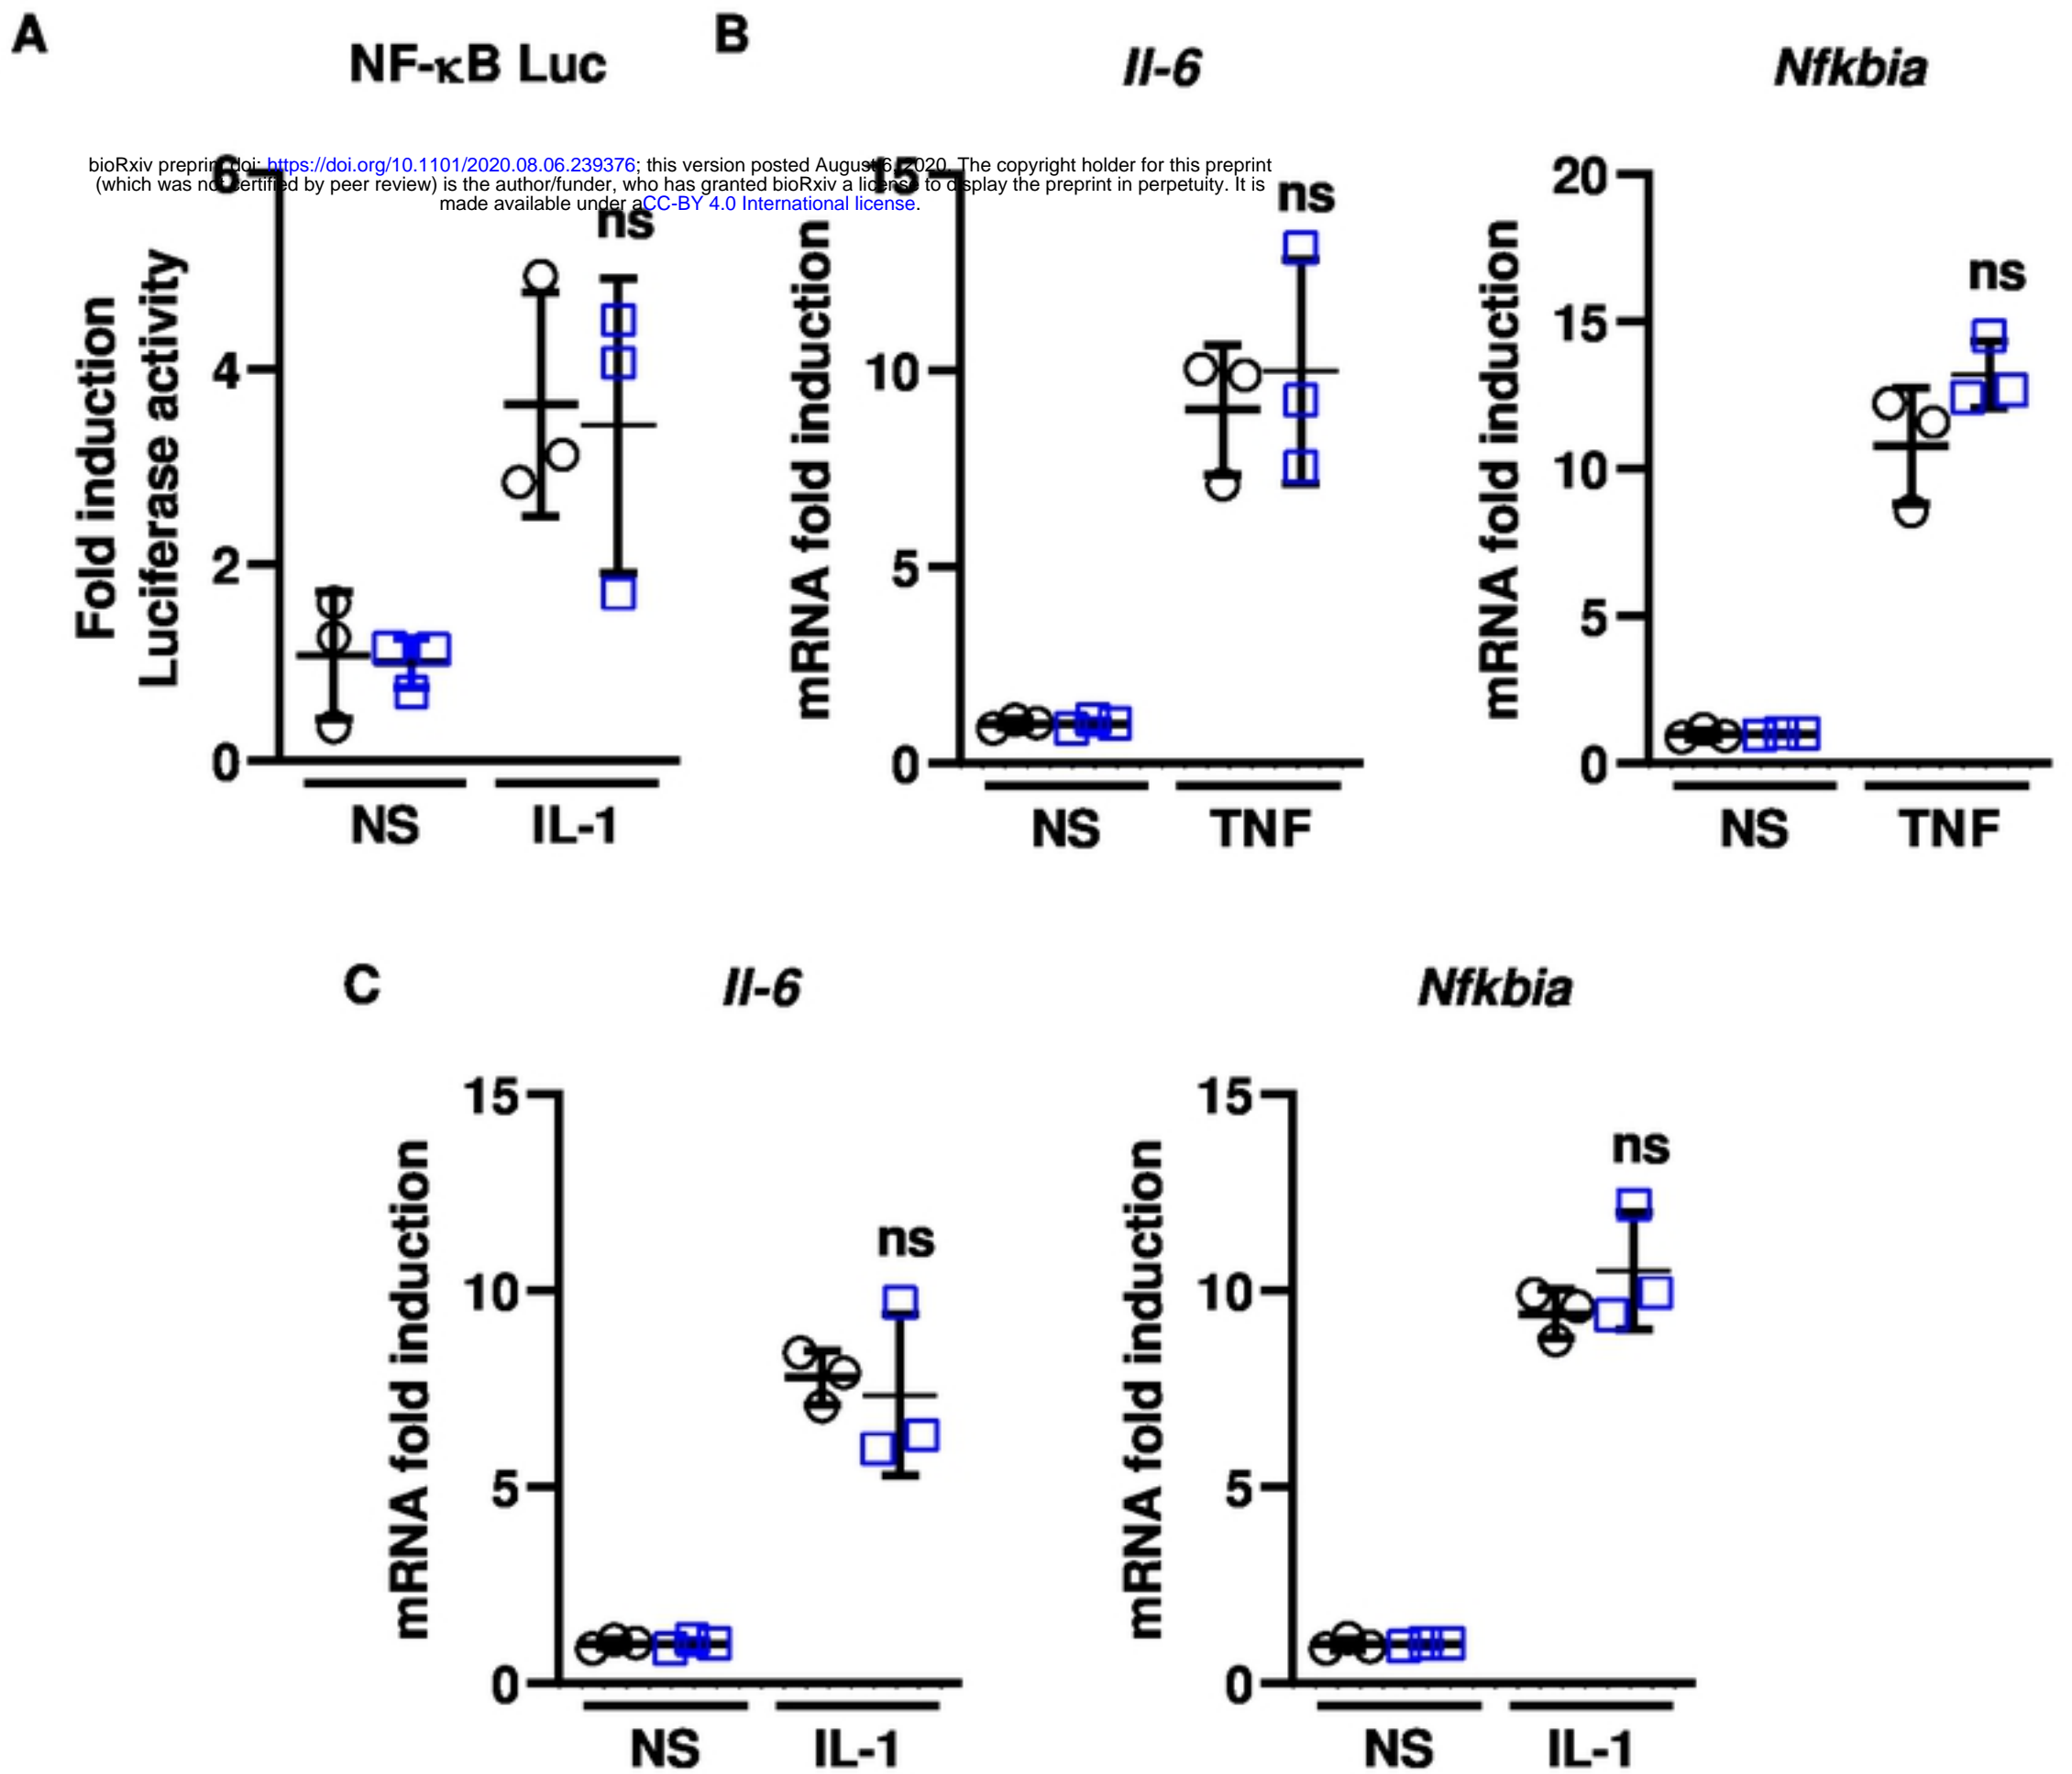 A
NF-κB Luc
B
Il-6
Nfkbia
bioRxiv preprint doi: https://doi.org/10.1101/2020.08.06.239376; this version posted August 6, 2020. The copyright holder for this preprint
(which was not certified by peer review) is the author/funder, who has granted bioRxiv a license to display the preprint in perpetuity. It is
made available under aCC-BY 4.0 International license.
Fold induction
Luciferase activity
6
4
2
0
ns
NS
IL-1
mRNA fold induction
15
10
5
0
ns
NS
TNF
mRNA fold induction
20
15
10
5
0
ns
NS
TNF
C
Il-6
Nfkbia
mRNA fold induction
15
10
5
0
ns
NS
IL-1
mRNA fold induction
15
10
5
0
ns
NS
IL-1